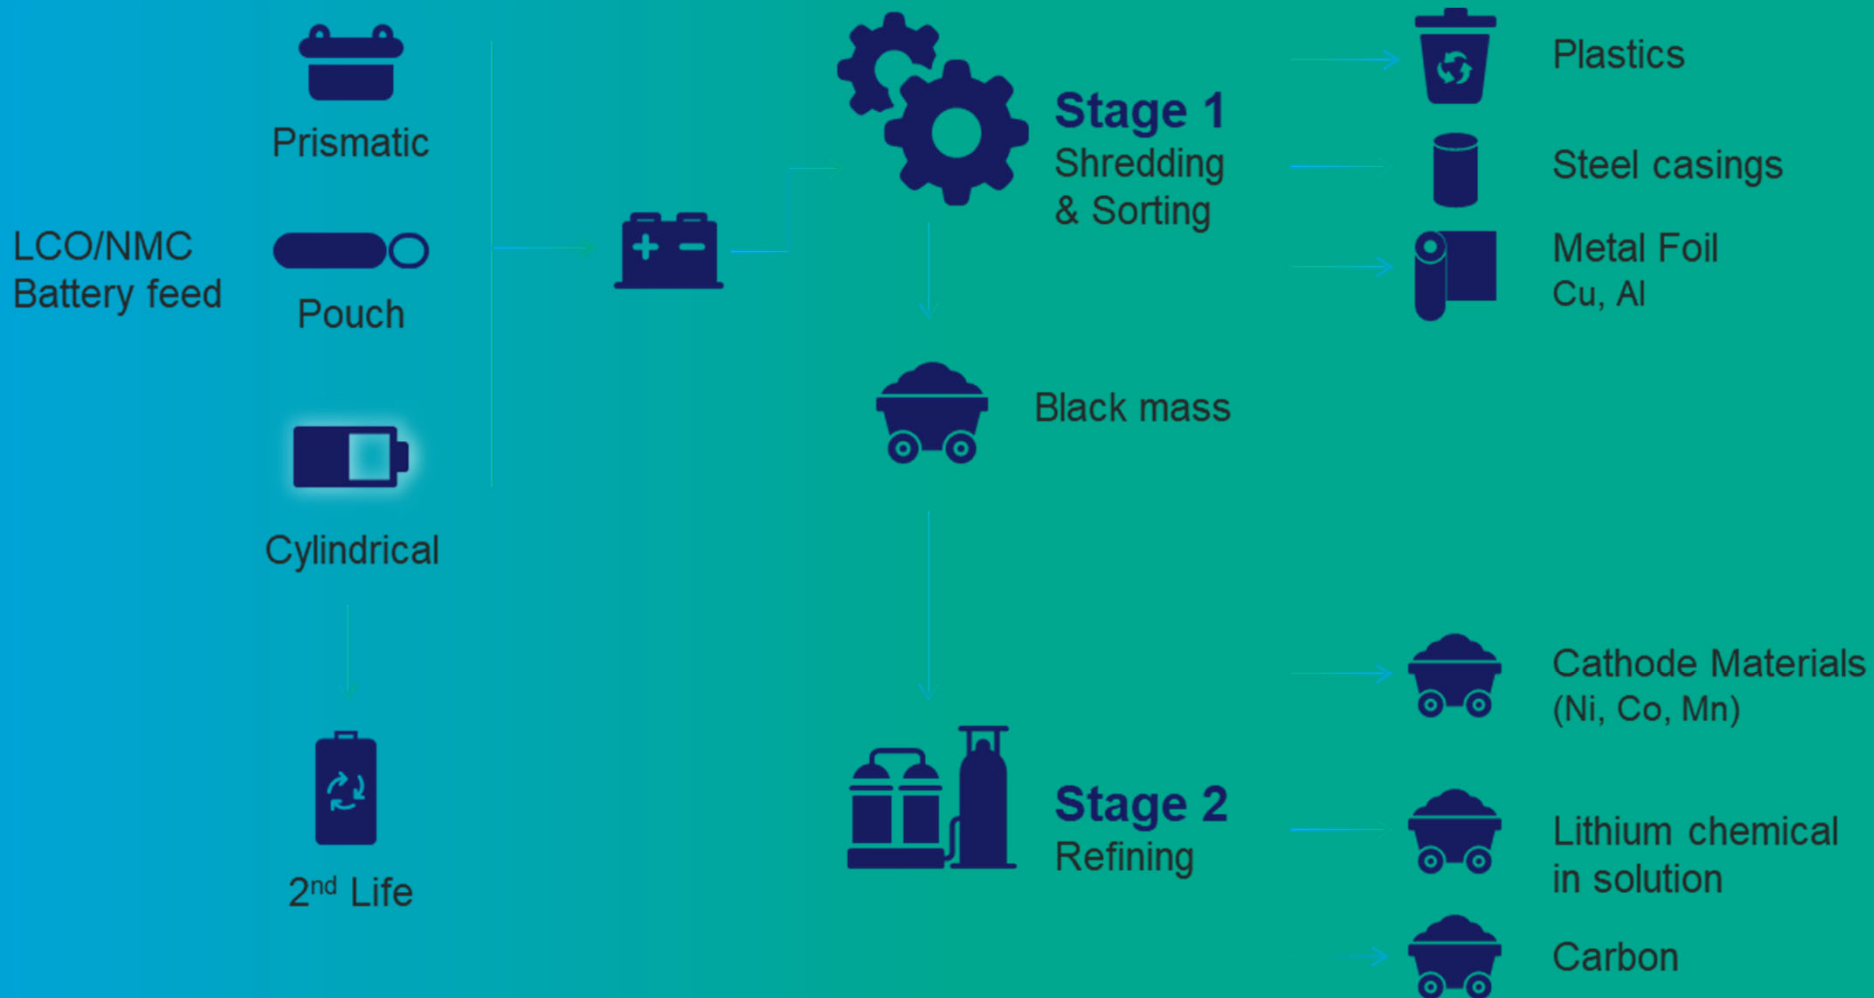 LCO/NMC
Battery feed
Prismatic
Pouch
Cylindrical
2nd Life
+ −
Stage 1
Shredding
& Sorting
Black mass
Stage 2
Refining
Plastics
Steel casings
Metal Foil
Cu, Al
Cathode Materials
(Ni, Co, Mn)
Lithium chemical
in solution
Carbon